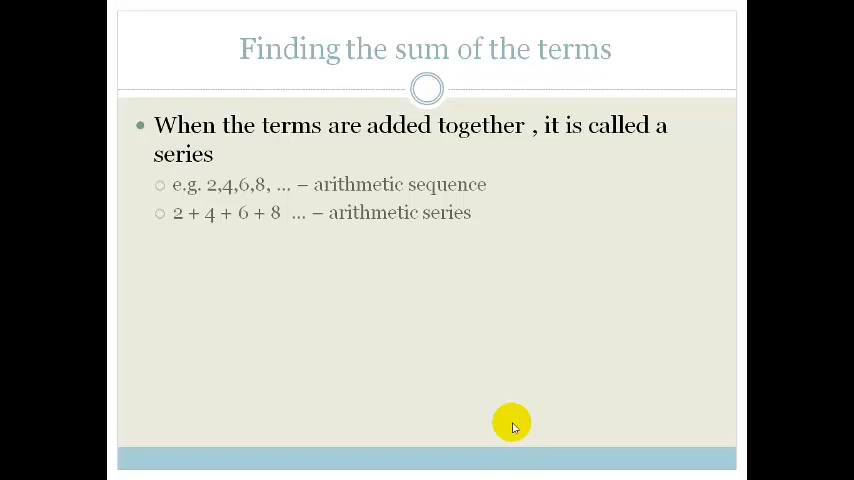 Finding the sum of the terms
When the terms are added together , it is called a
series
e.g. 2,4,6,8, ... – arithmetic sequence
2 + 4 + 6 + 8 ... – arithmetic series